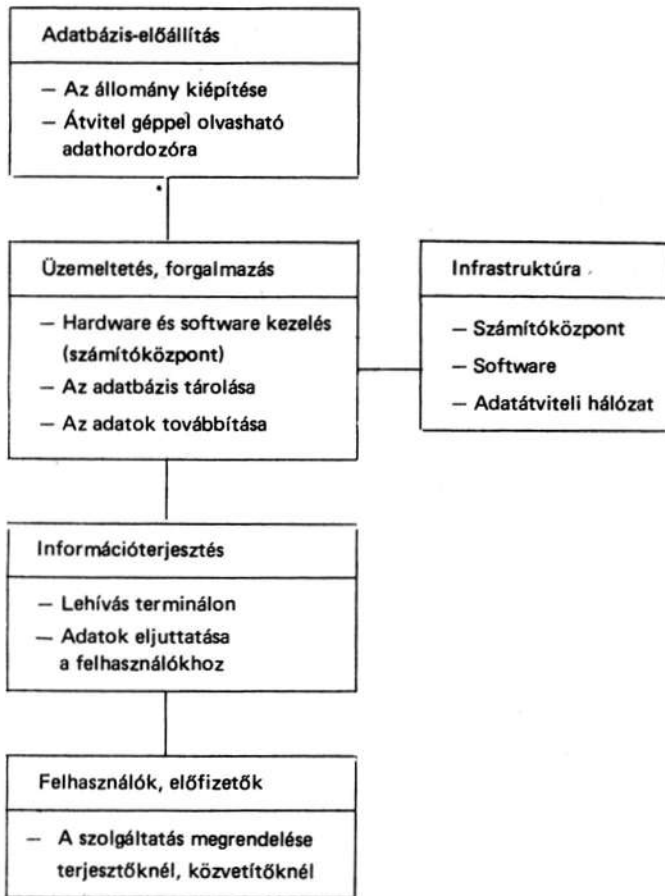 Adatbázis-előállítás
— Az állomány kiépítése
— Átvitel géppel olvasható
adathordozóra
Üzemeltetés, forgalmazás
— Hardware és software kezelés
(számítóközpont)
— Az adatbázis tárolása
— Az adatok továbbítása
Infrastruktúra
— Számítóközpont
— Software
— Adatátviteli hálózat
Információterjesztés
— Lehívás terminálon
— Adatok eljuttatása
a felhasználókhoz
Felhasználók, előfizetők
— A szolgáltatás megrendelése
terjesztőknél, közvetítőknél